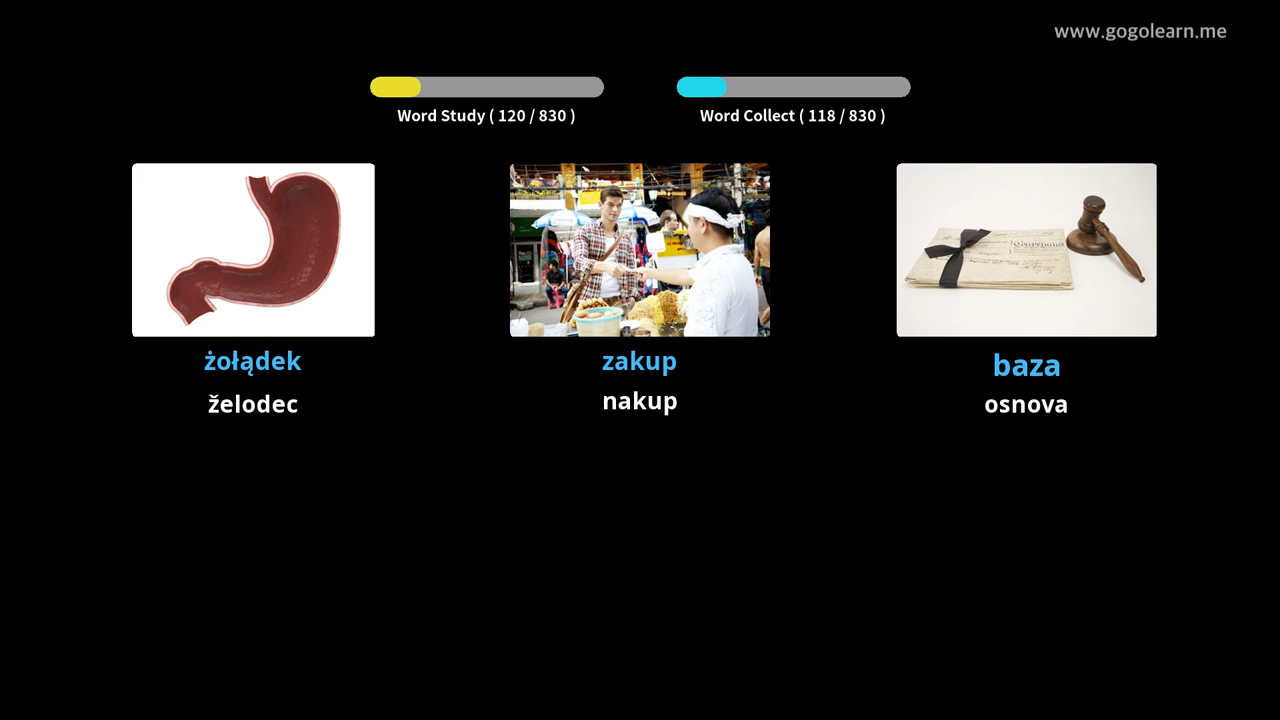 www.gogolearn.me
Word Study ( 120 / 830 )
Word Collect ( 118 / 830 )
żołądek
zakup
baza
želodec
nakup
osnova